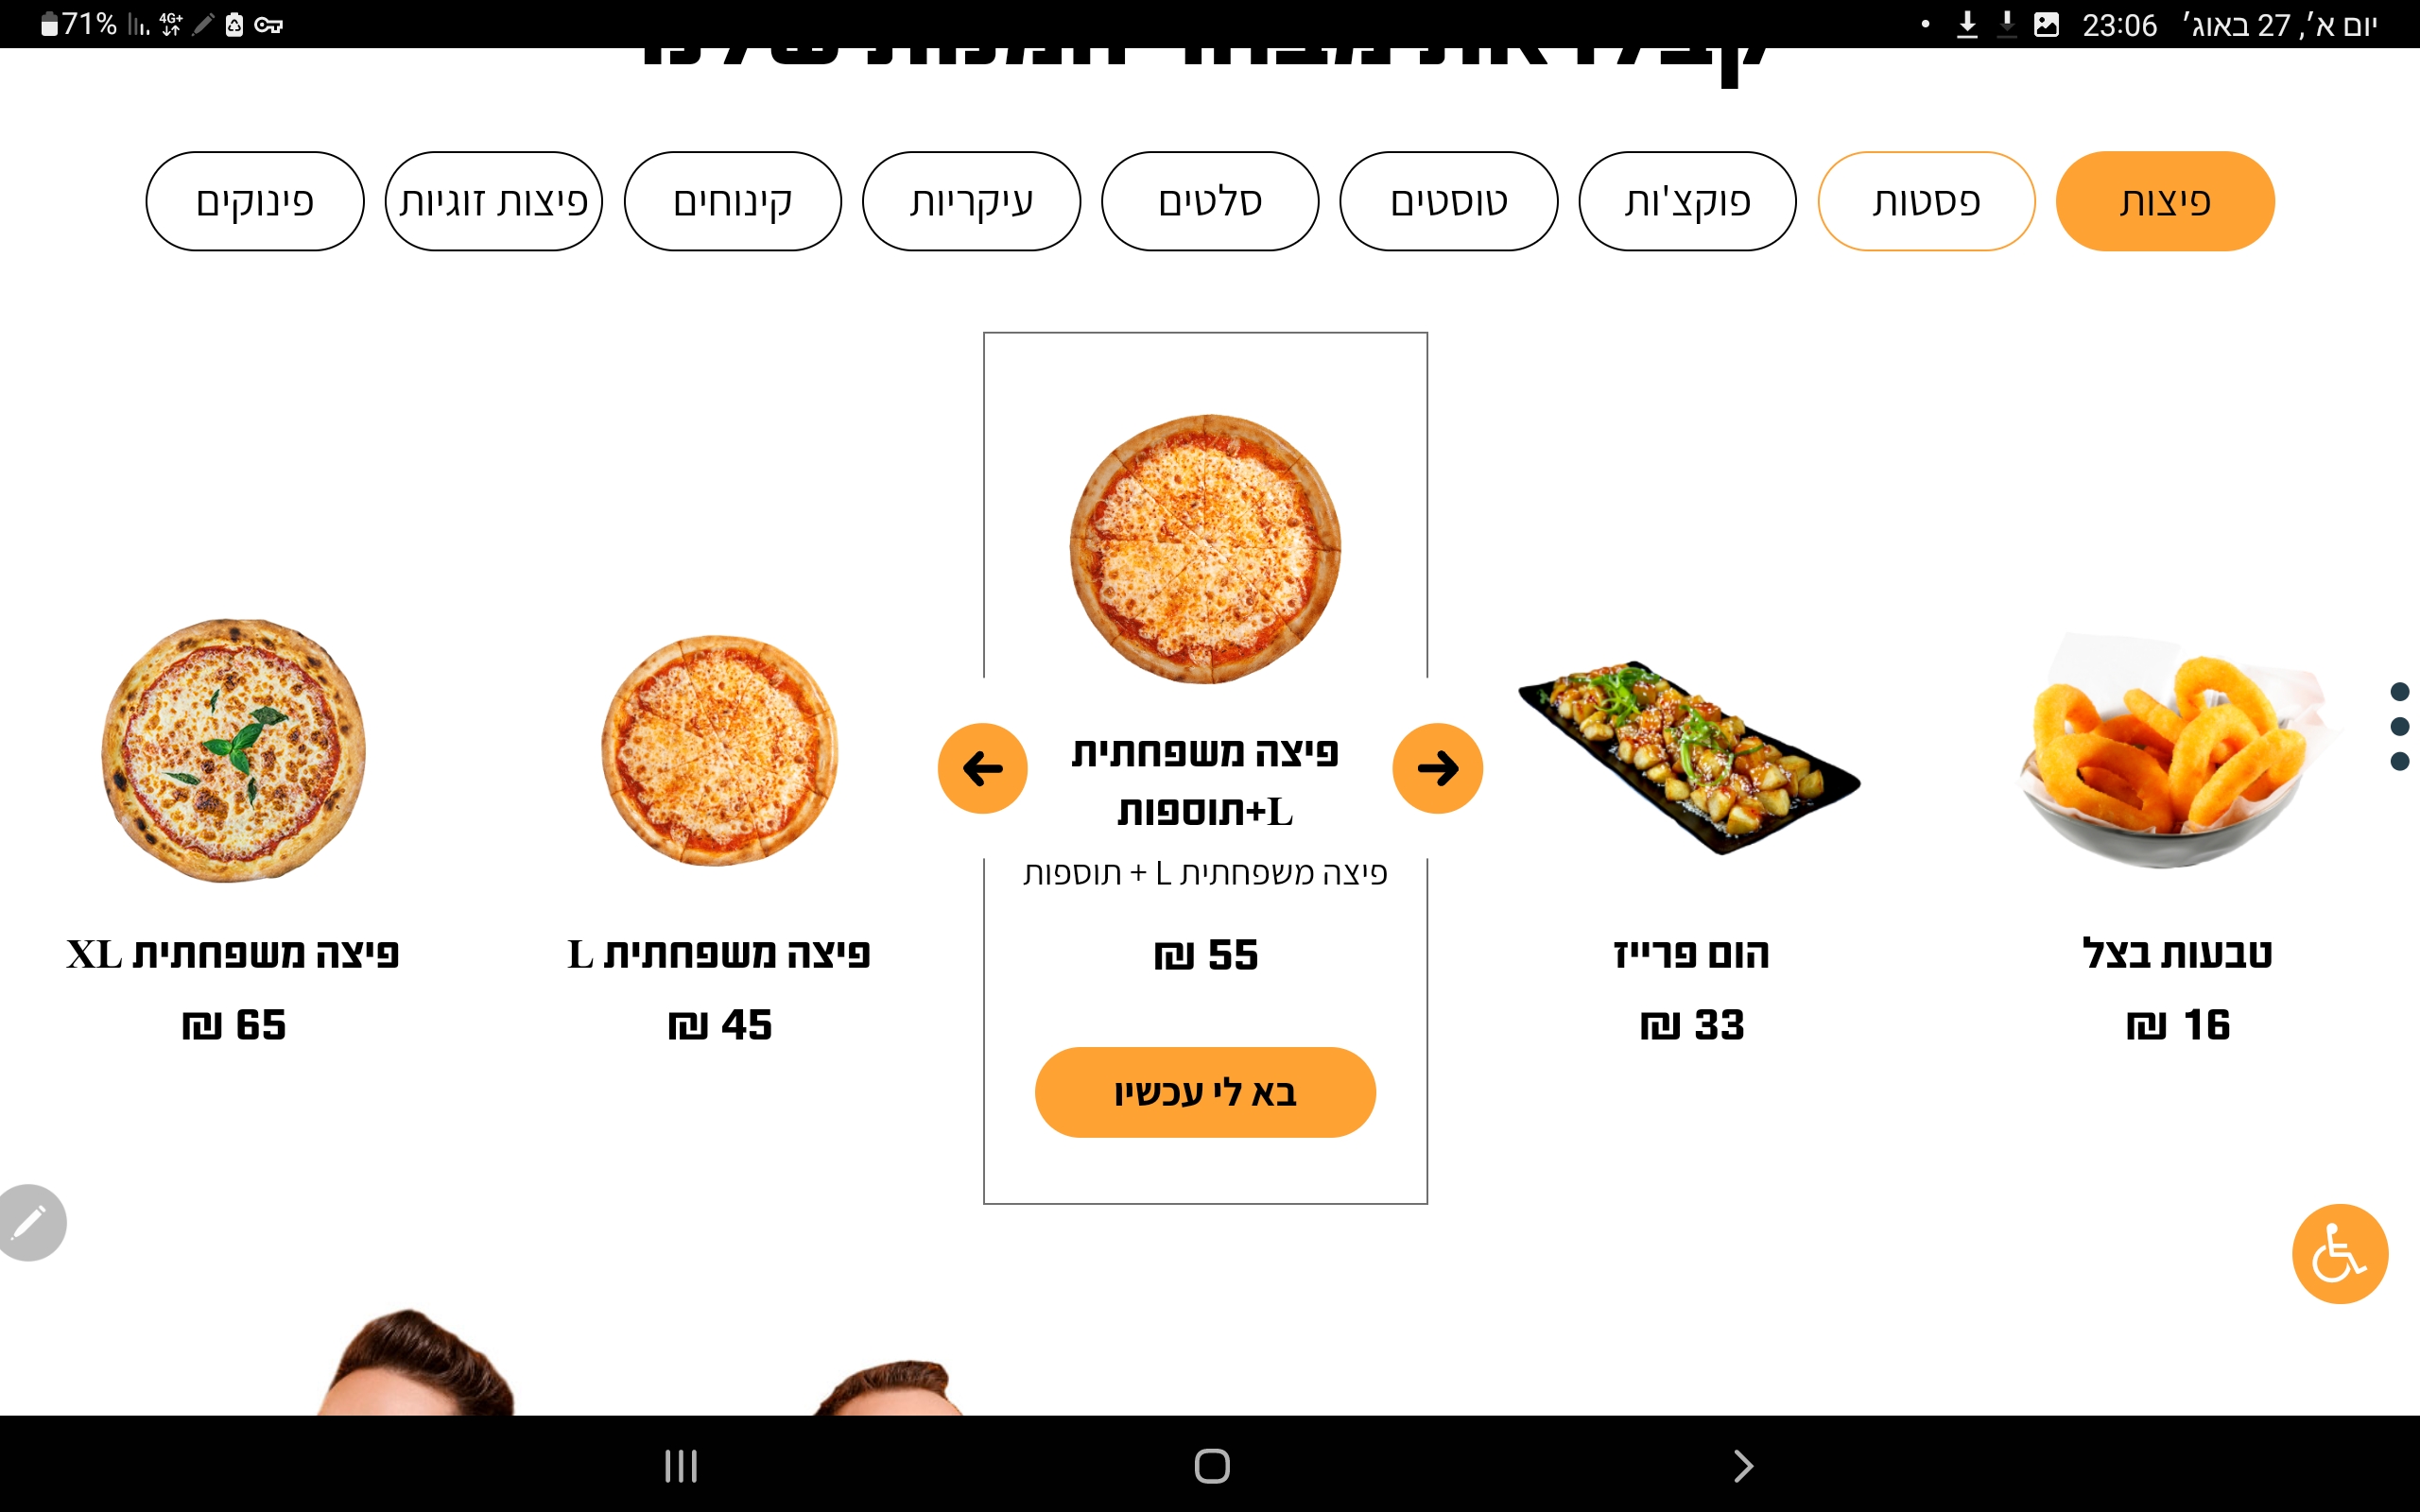 יום א׳, 27 באוג׳ 23:06
4G+ 71%
פיצות
פסטות
פוקצ'ות
טוסטים
סלטים
עיקריות
קינוחים
פיצות זוגיות
פינוקים
טבעות בצל
16 ₪
הום פרייז
33 ₪
פיצה משפחתית
L+תוספות
פיצה משפחתית L + תוספות
55 ₪
בא לי עכשיו
פיצה משפחתית L
45 ₪
פיצה משפחתית XL
65 ₪